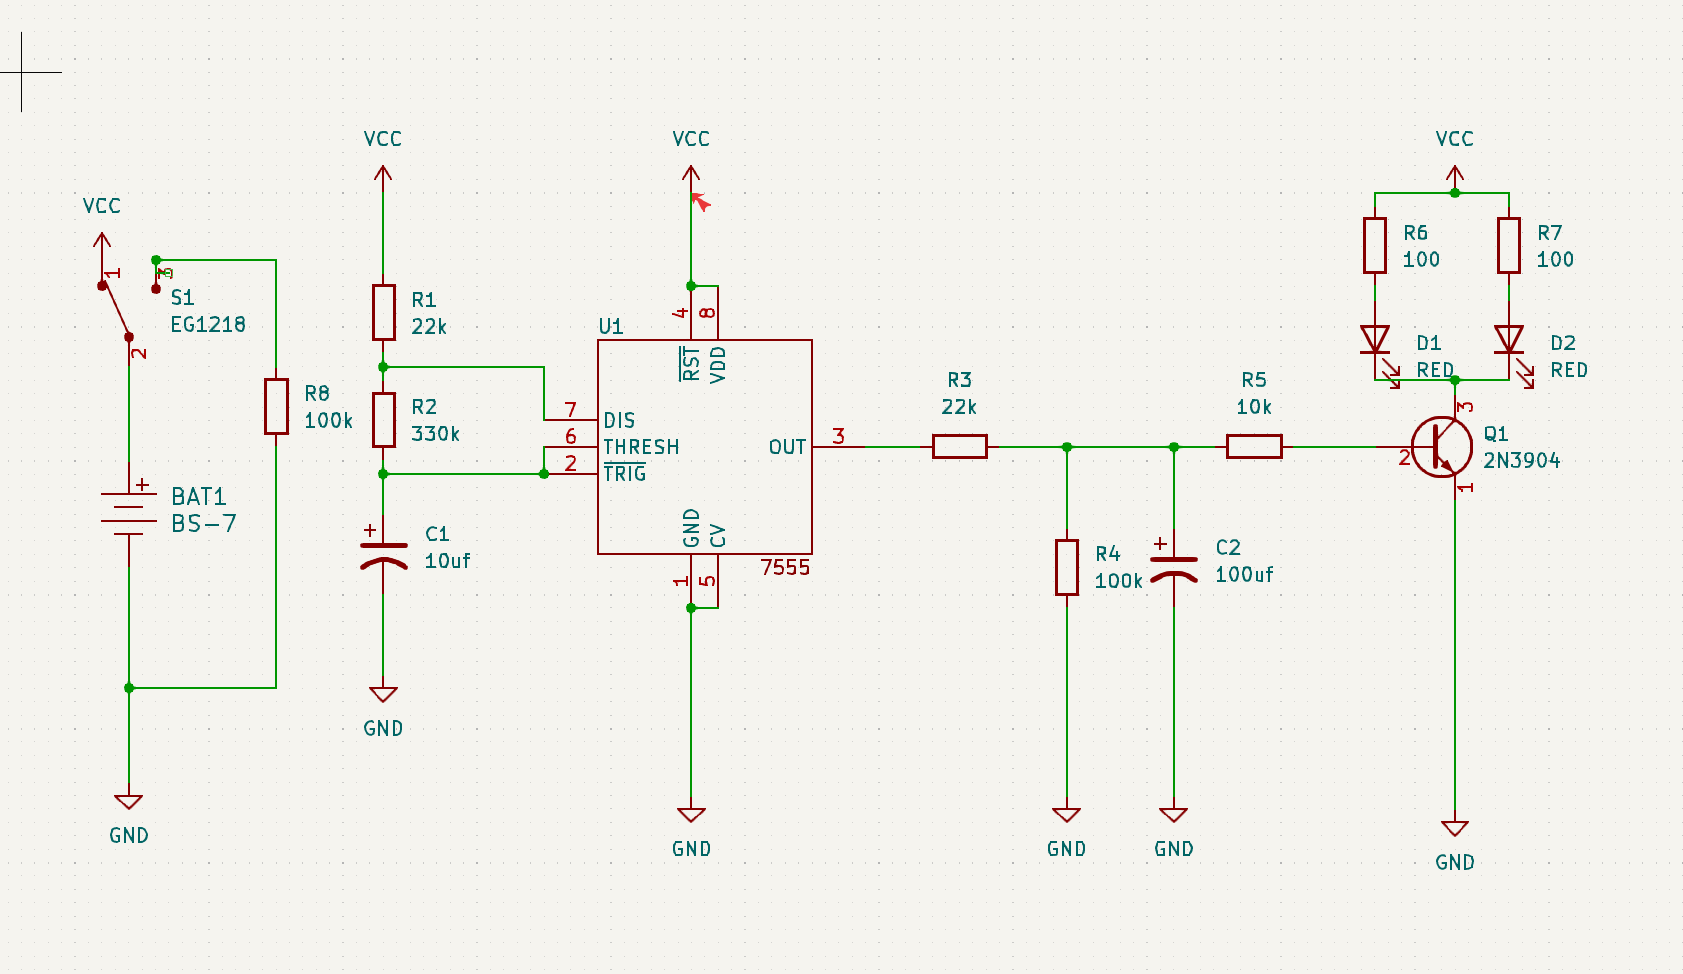 VCC
1
3
S1
EG1218
2
R8
100k
BAT1
BS-7
+
GND
VCC
R1
22k
R2
330k
+
C1
10uf
GND
VCC
U1
4
8
RST
VDD
7
DIS
6
THRESH
2
TRIG
OUT
3
GND
CV
1
5
7555
GND
R3
22k
R4
100k
GND
+
C2
100uf
GND
R5
10k
VCC
R6
100
R7
100
D1
RED
D2
RED
3
2
Q1
2N3904
1
GND